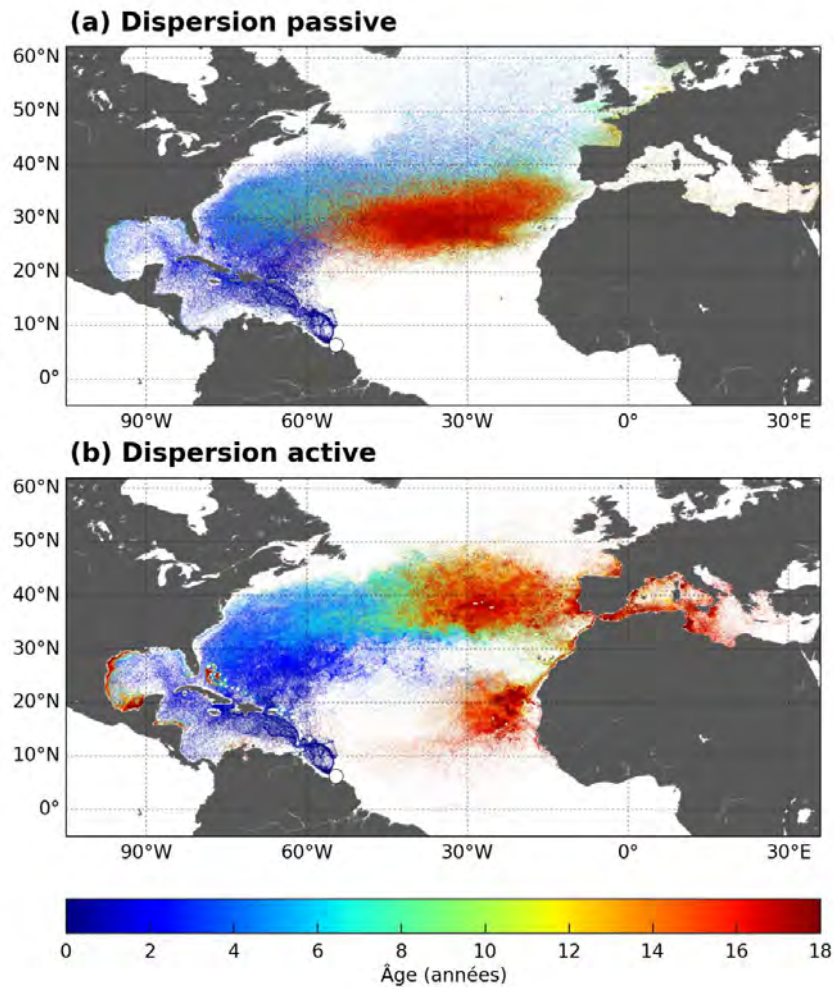 (a) Dispersion passive
60°N
50°N
40°N
30°N
20°N
10°N
0°
90°W 60°W 30°W 0° 30°E
(b) Dispersion active
60°N
50°N
40°N
30°N
20°N
10°N
0°
90°W 60°W 30°W 0° 30°E
0 2 4 6 8 10 12 14 16 18
Âge (années)